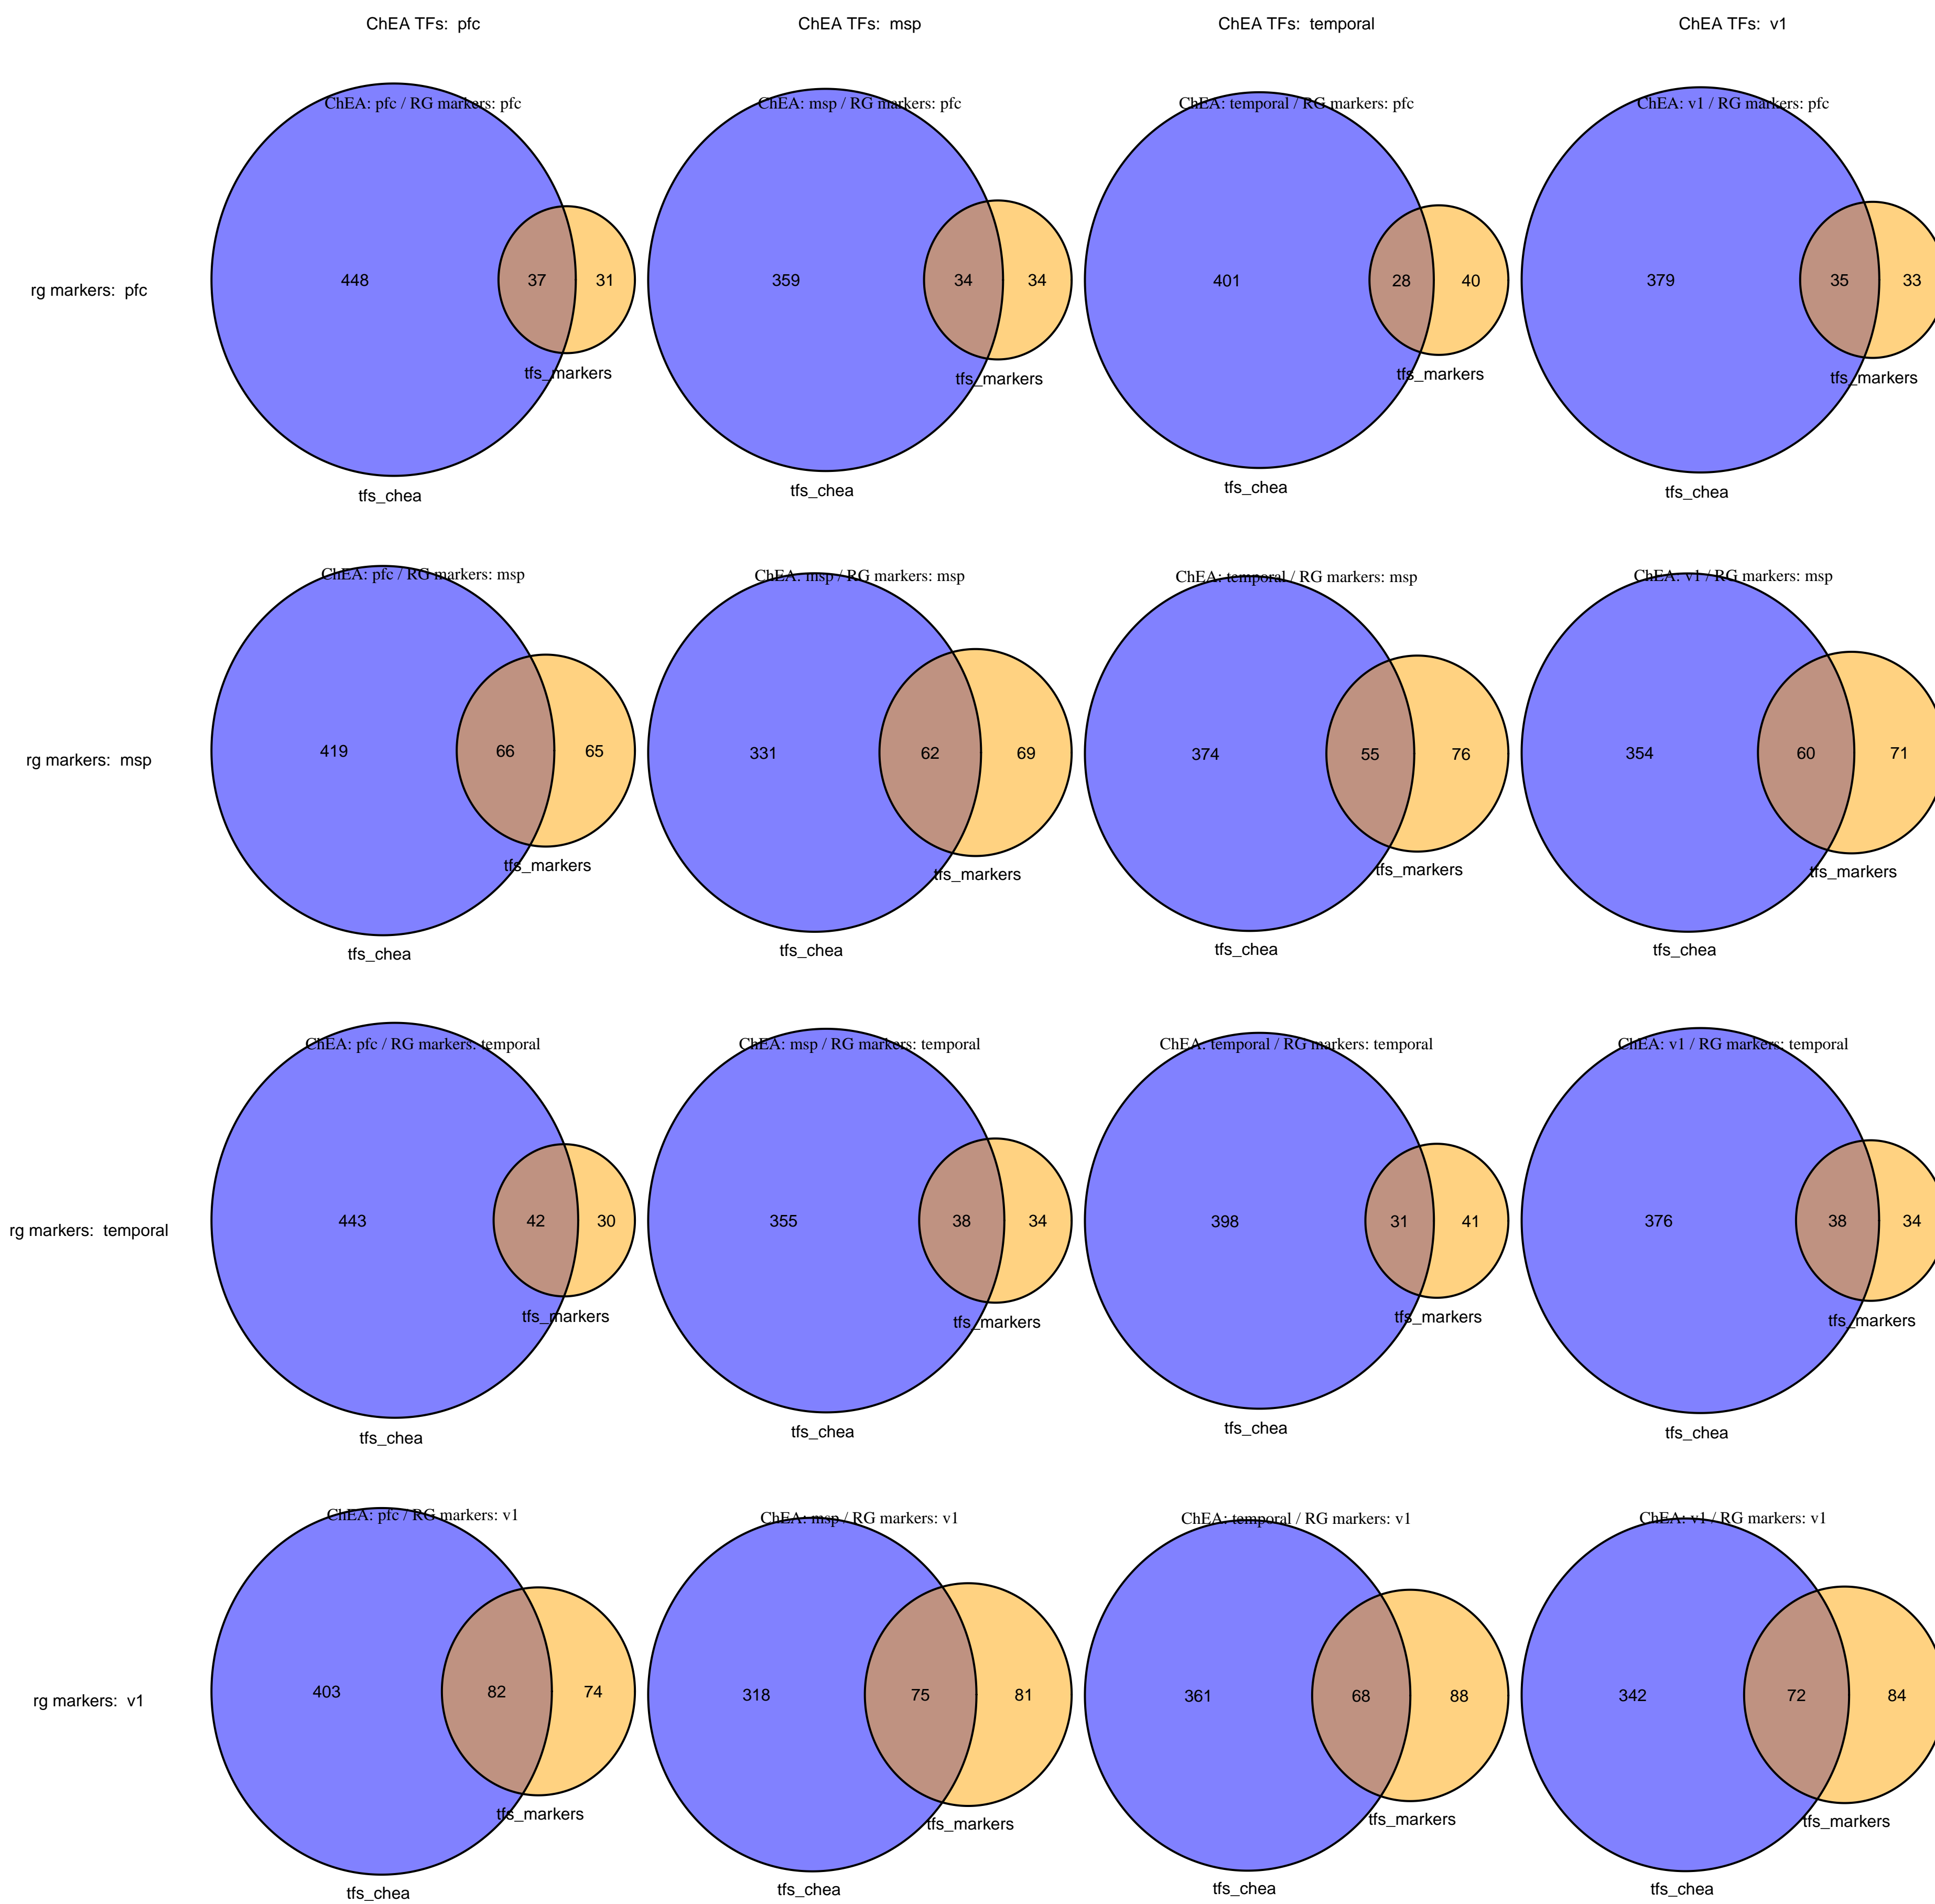 ChEA TFs: pfc
ChEA TFs: msp
ChEA TFs: temporal
ChEA TFs: v1
ChEA: pfc / RG markers: pfc
ChEA: msp / RG markers: pfc
ChEA: temporal / RG markers: pfc
ChEA: v1 / RG markers: pfc
rg markers: pfc
448
37
31
359
34
34
401
28
40
379
35
33
tfs_markers
tfs_markers
tfs_markers
tfs_markers
tfs_chea
tfs_chea
tfs_chea
tfs_chea
ChEA: pfc / RG markers: msp
ChEA: msp / RG markers: msp
ChEA: temporal / RG markers: msp
ChEA: v1 / RG markers: msp
rg markers: msp
419
66
65
331
62
69
374
55
76
354
60
71
tfs_markers
tfs_markers
tfs_markers
tfs_markers
tfs_chea
tfs_chea
tfs_chea
tfs_chea
ChEA: pfc / RG markers: temporal
ChEA: msp / RG markers: temporal
ChEA: temporal / RG markers: temporal
ChEA: v1 / RG markers: temporal
rg markers: temporal
443
42
30
355
38
34
398
31
41
376
38
34
tfs_markers
tfs_markers
tfs_markers
tfs_markers
tfs_chea
tfs_chea
tfs_chea
tfs_chea
ChEA: pfc / RG markers: v1
ChEA: msp / RG markers: v1
ChEA: temporal / RG markers: v1
ChEA: v1 / RG markers: v1
rg markers: v1
403
82
74
318
75
81
361
68
88
342
72
84
tfs_markers
tfs_markers
tfs_markers
tfs_markers
tfs_chea
tfs_chea
tfs_chea
tfs_chea